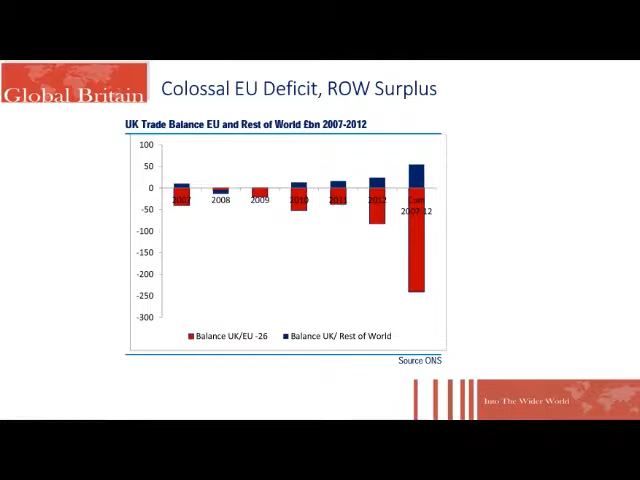 Global Britain
Colossal EU Deficit, ROW Surplus
UK Trade Balance EU and Rest of World £bn 2007-2012
100
50
0
-50
-100
-150
-200
-250
-300
2007 2008 2009 2010 2011 2012 Cum
2007-12
Balance UK/EU -26 Balance UK/ Rest of World
Source ONS
Into The Wider World